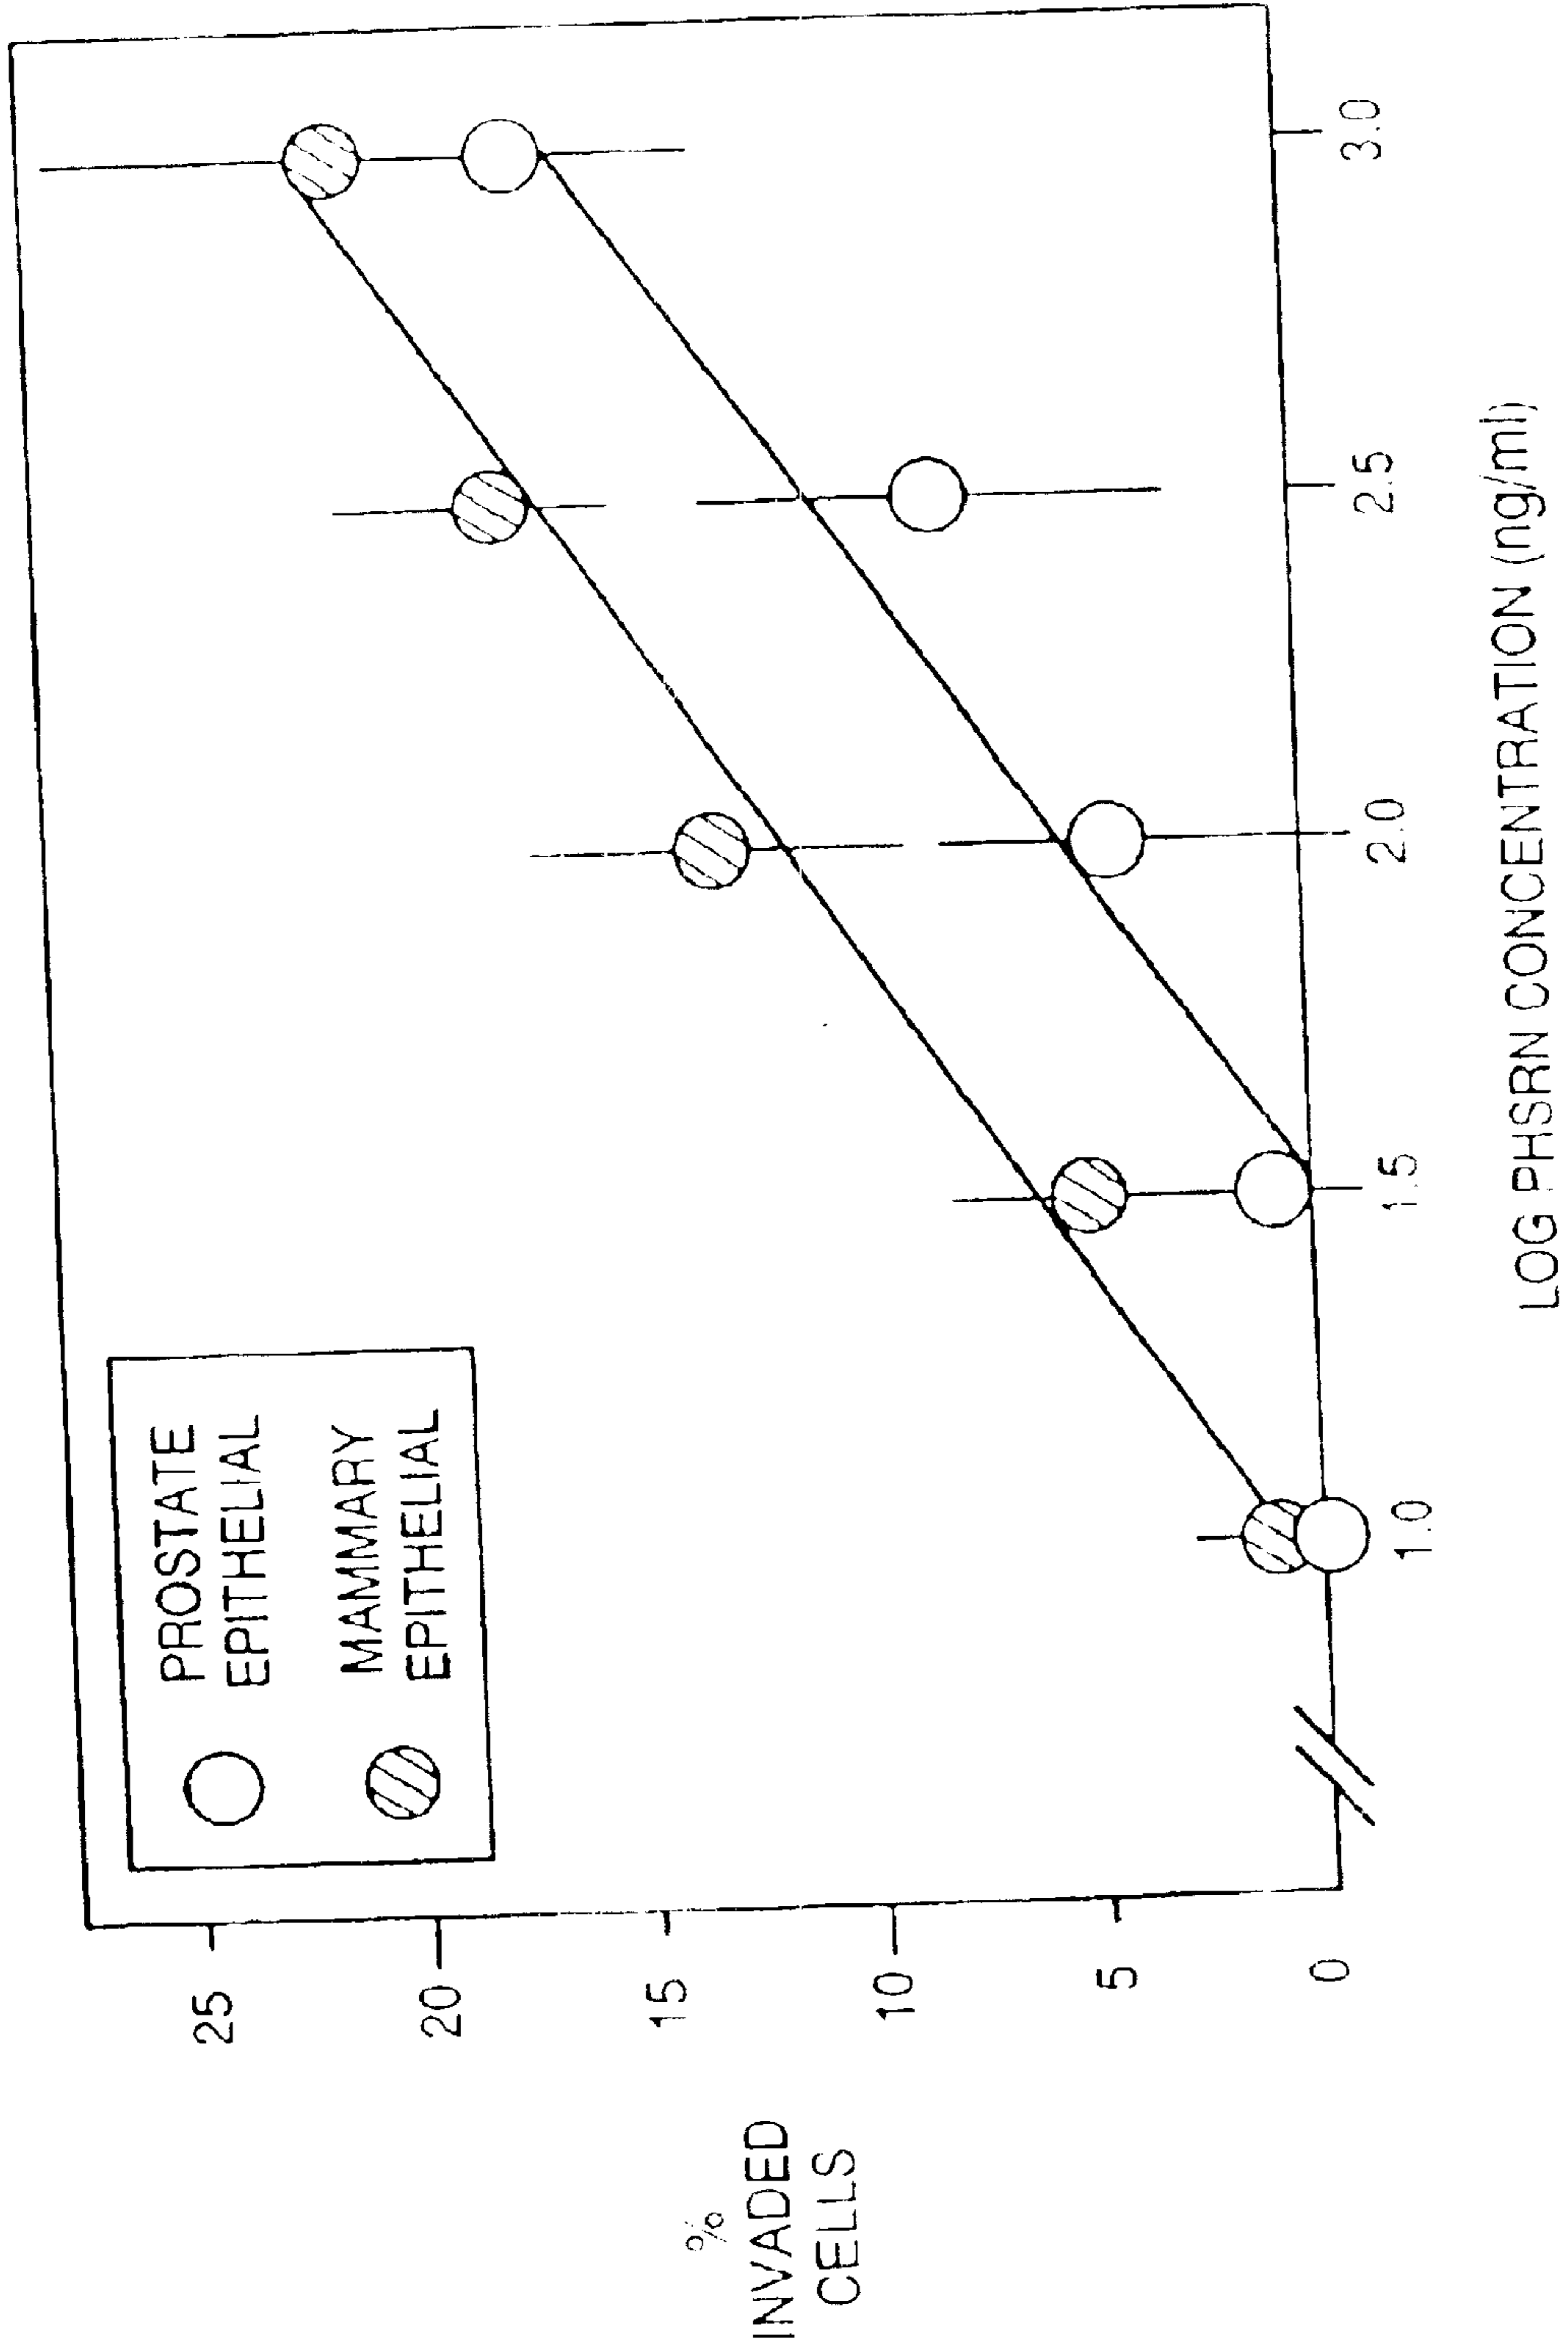 PROSTATE
EPITHELIAL
MAMMARY
EPITHELIAL
%
INVADED
CELLS
25
20
15
10
5
0
1.0
1.5
2.0
2.5
3.0
LOG PHSRN CONCENTRATION (ng/ml)